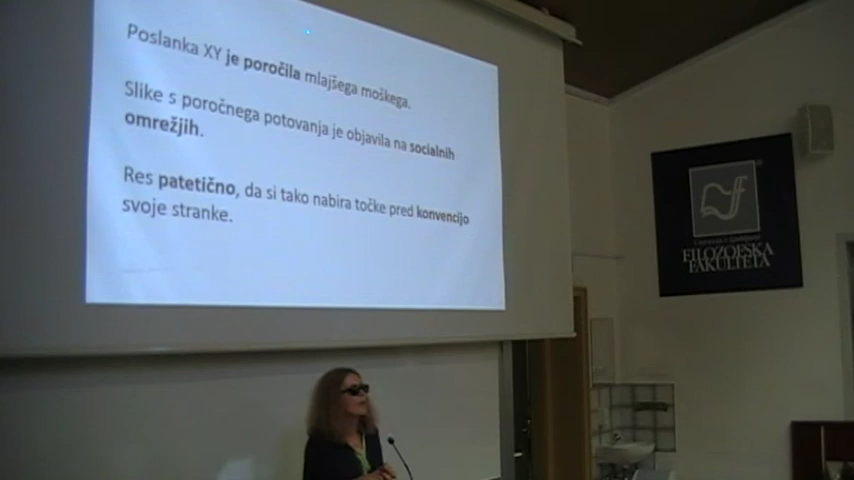 Poslanka XY je poročila mlajšega moškega.
Slike s poročnega potovanja je objavila na socialnih
omrežjih.
Res patetično, da si tako nabira točke pred konvencijo
svoje stranke.
FILOZOFSKA
FAKULTETA